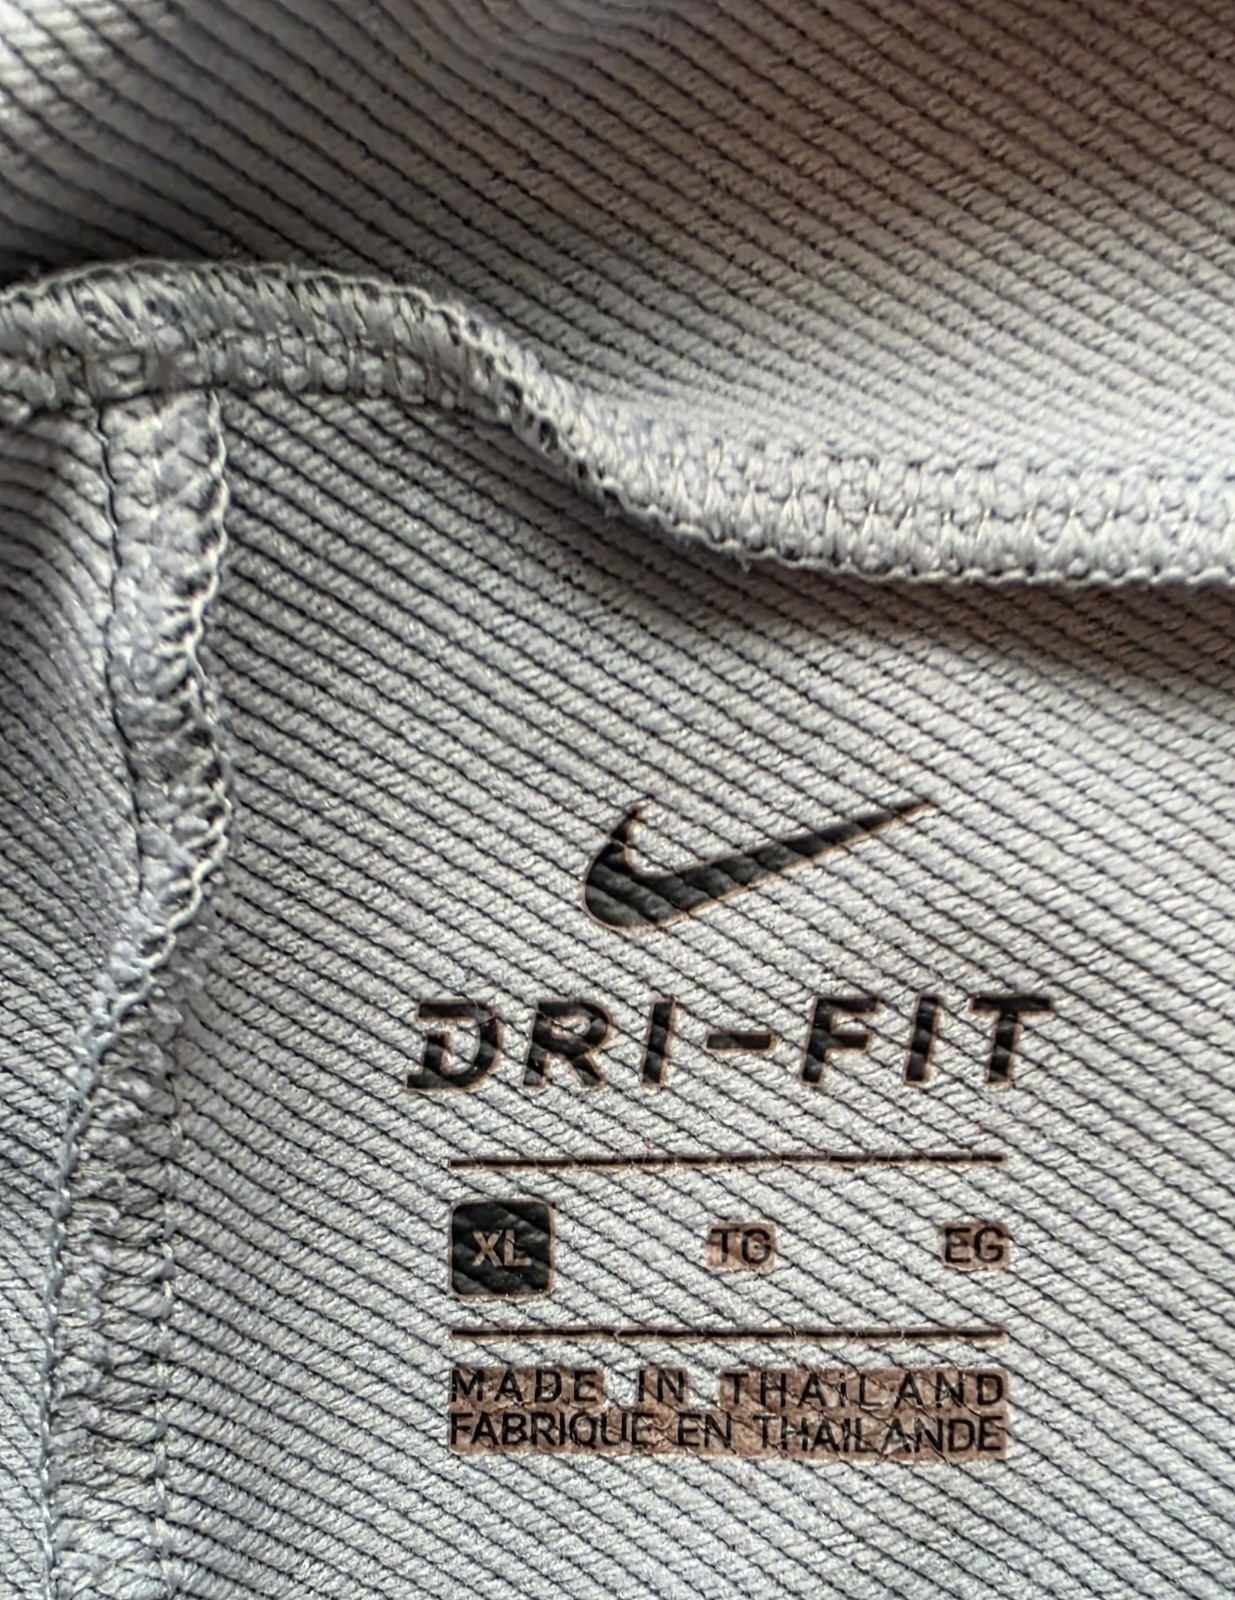 DRI-FIT
XL TG EG
MADE IN THAILAND
FABRIQUE EN THAILANDE